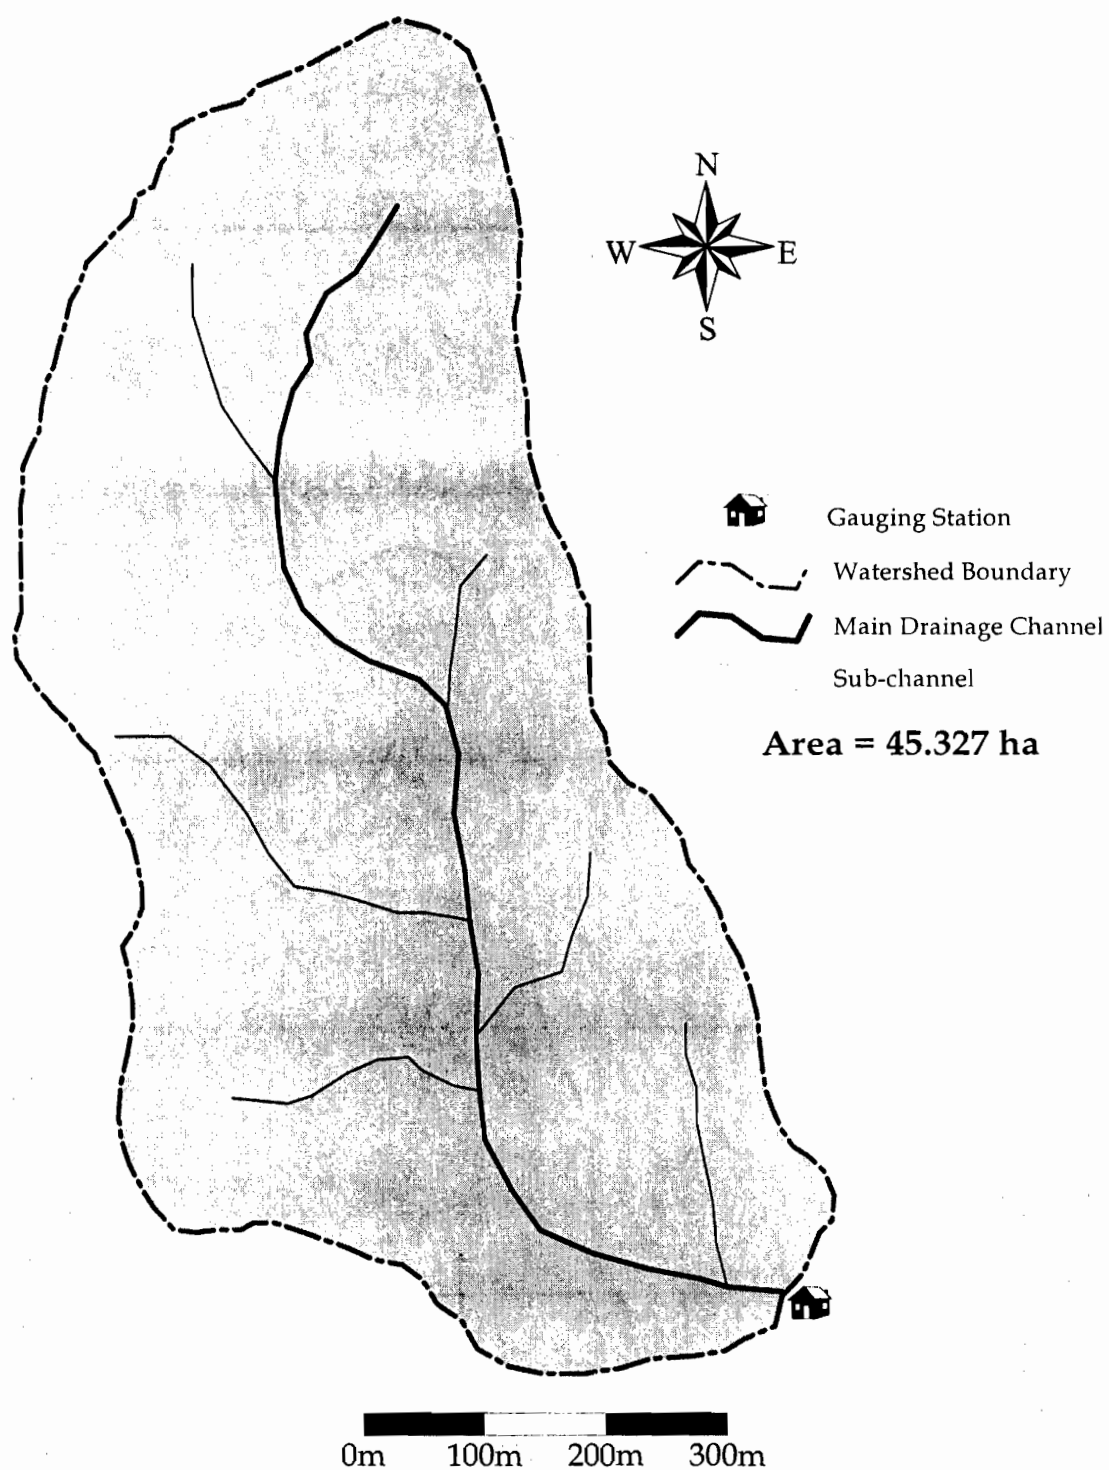 N
W E
S
Gauging Station
Watershed Boundary
Main Drainage Channel
Sub-channel
Area = 45.327 ha
0m 100m 200m 300m